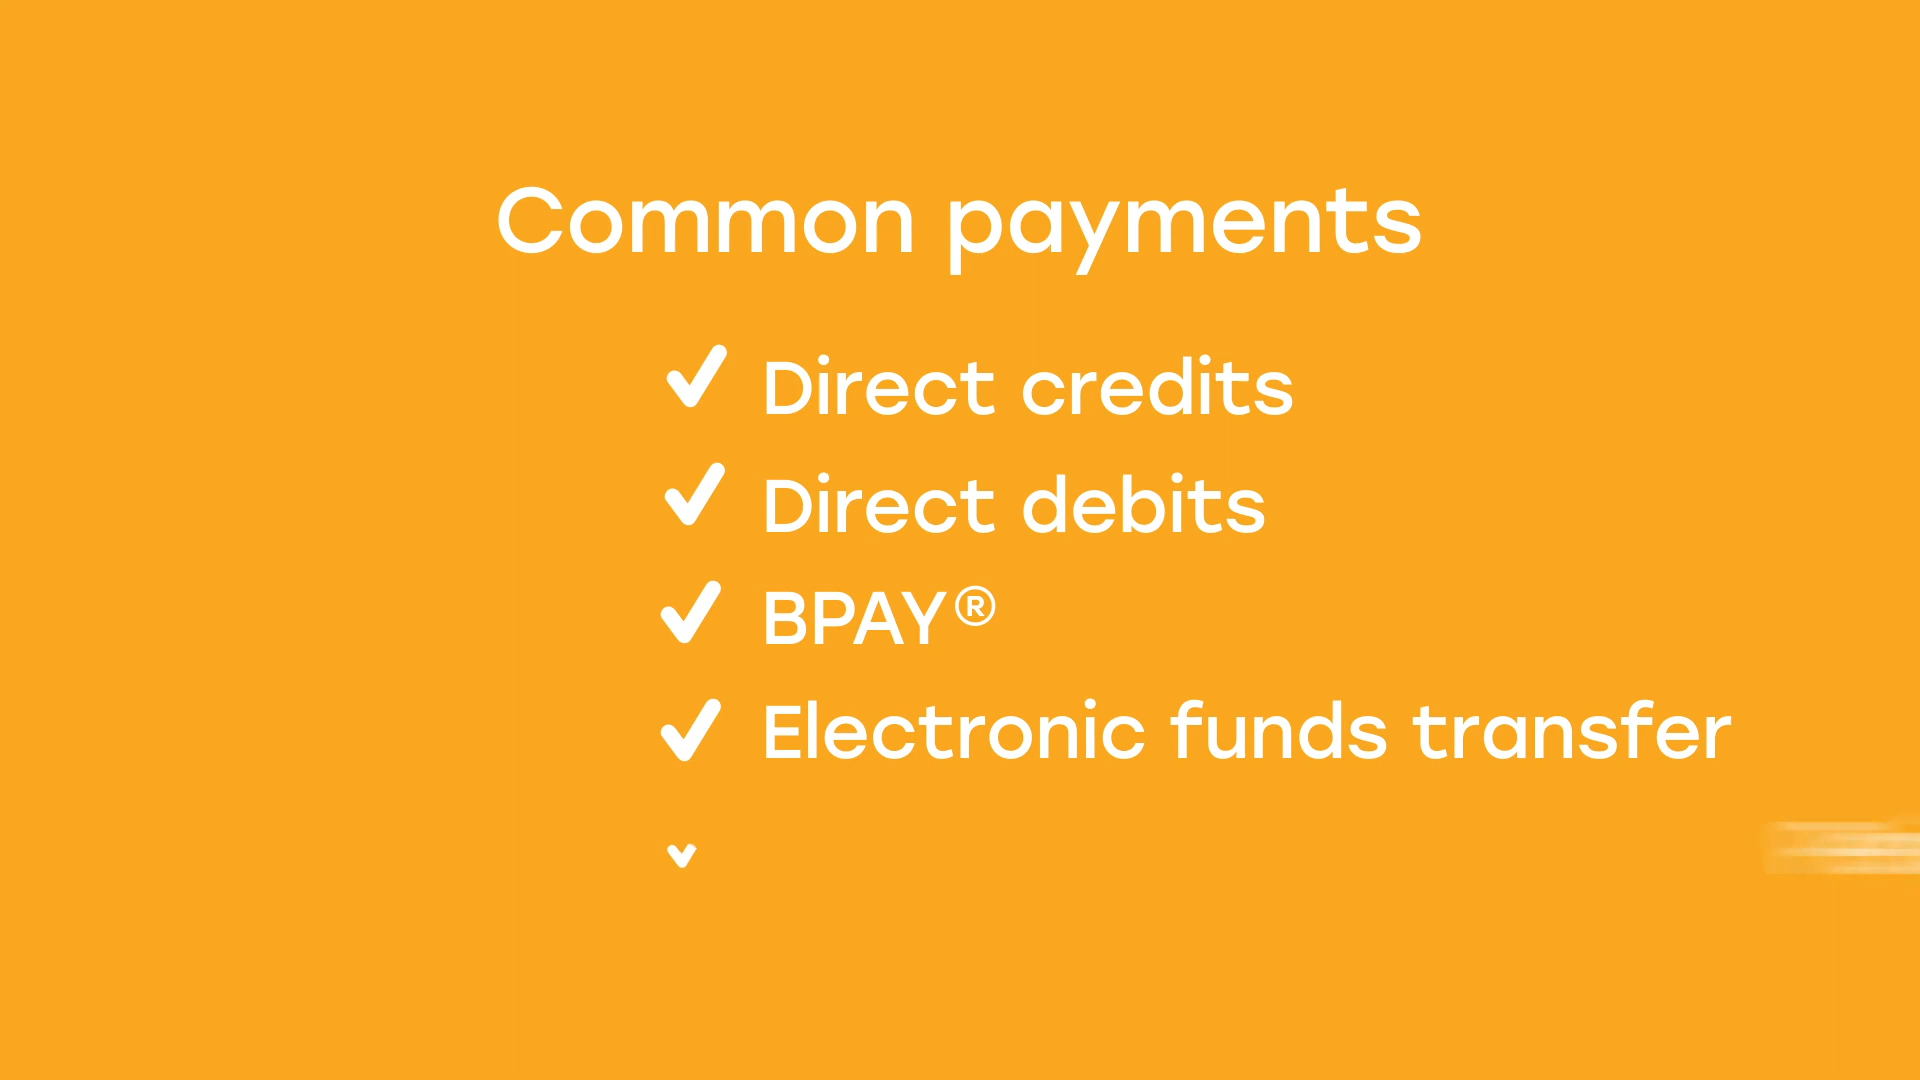 Common payments
Direct credits
Direct debits
BPAY®
Electronic funds transfer